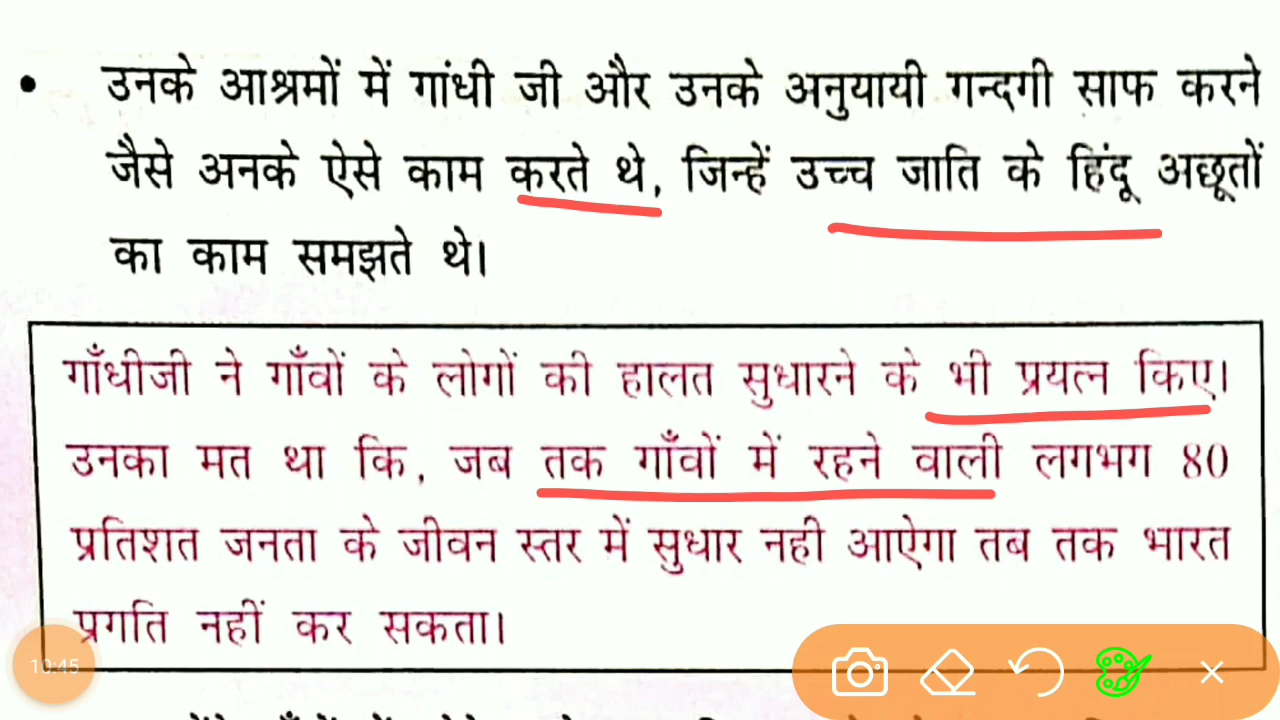 • उनके आश्रमों में गांधी जी और उनके अनुयायी गन्दगी साफ करने
जैसे अनके ऐसे काम करते थे, जिन्हें उच्च जाति के हिंदू अछूतों
का काम समझते थे।
गाँधीजी ने गाँवों के लोगों की हालत सुधारने के भी प्रयत्न किए।
उनका मत था कि, जब तक गाँवों में रहने वाली लगभग 80
प्रतिशत जनता के जीवन स्तर में सुधार नही आऐगा तब तक भारत
प्रगति नहीं कर सकता।
10:45